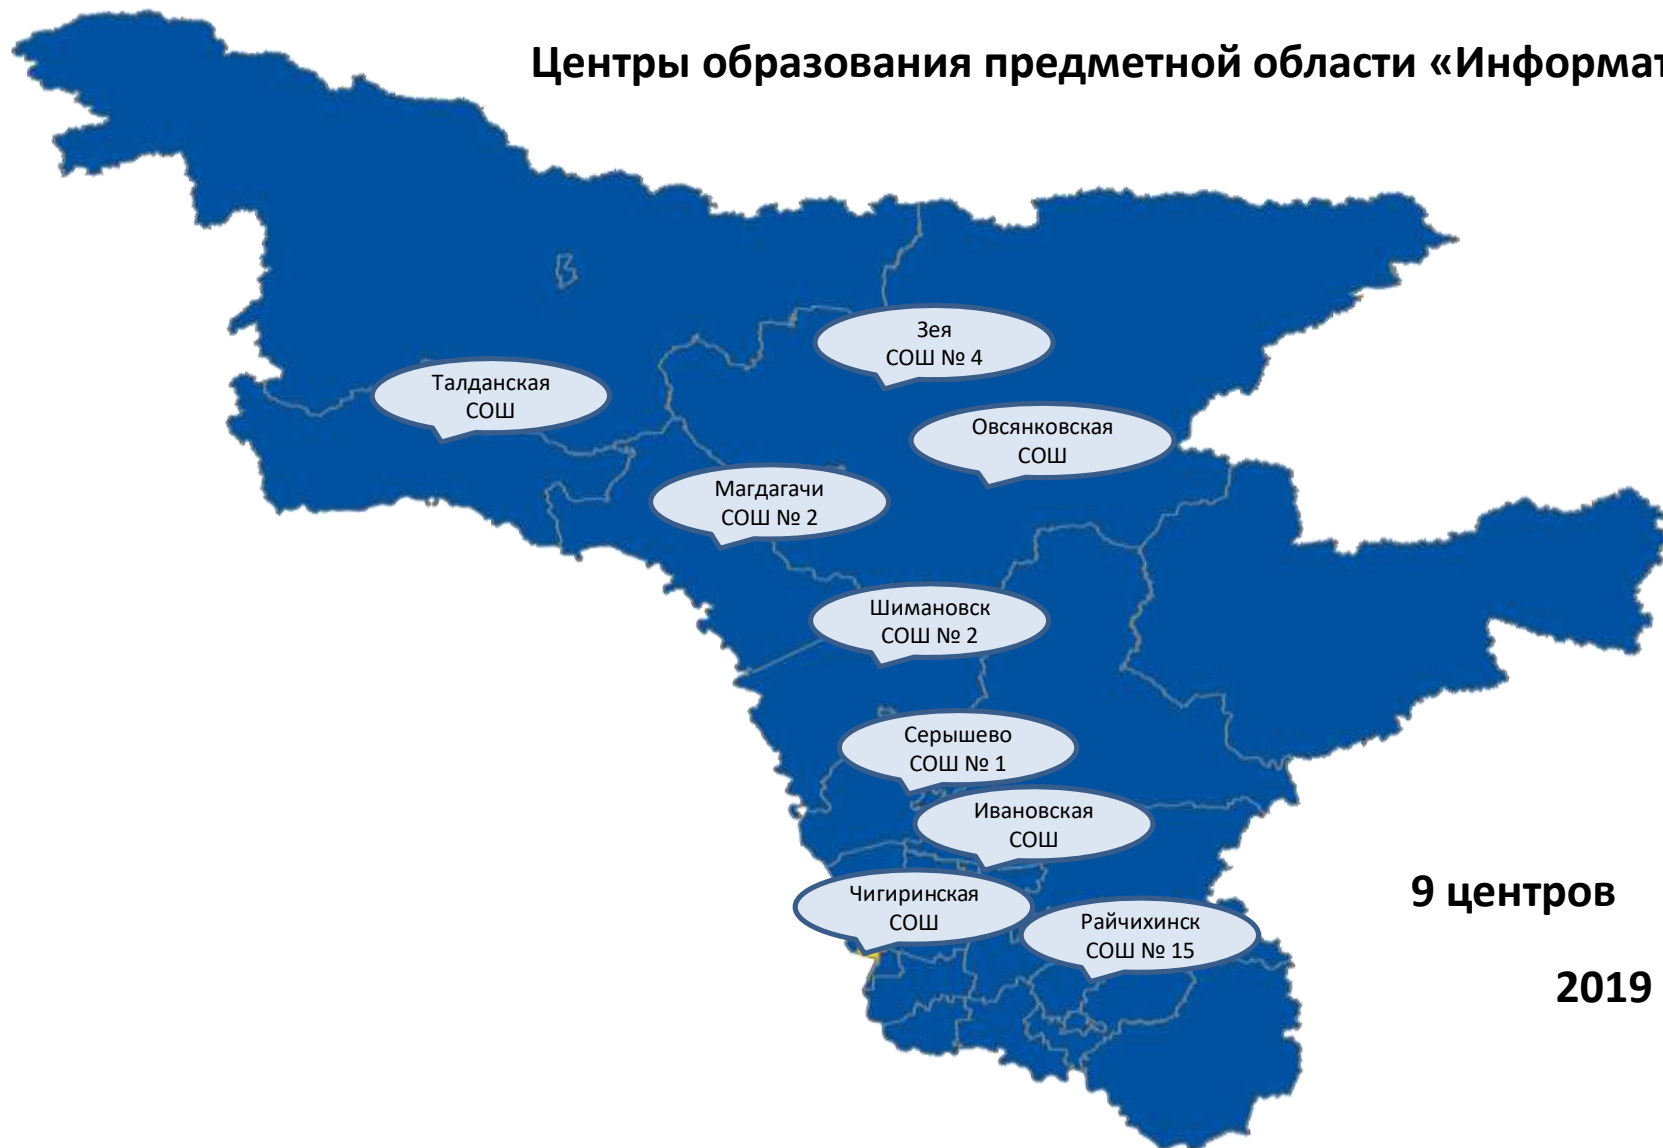 Центры образования предметной области «Информат
Зея
СОШ № 4
Талданская
СОШ
Овсянковская
СОШ
Магдагачи
СОШ № 2
Шимановск
СОШ № 2
Серышево
СОШ № 1
Ивановская
СОШ
Чигиринская
СОШ
Райчихинск
СОШ № 15
9 центров
2019